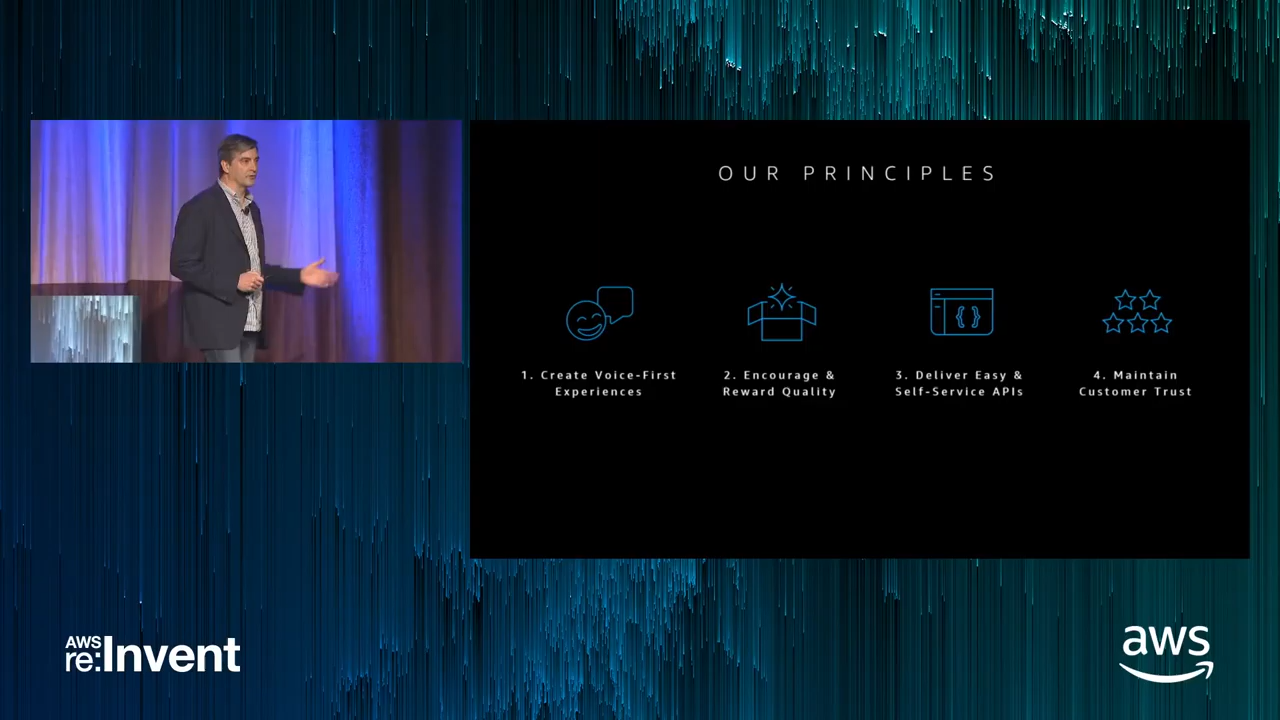 OUR PRINCIPLES
1. Create Voice-First
Experiences
2. Encourage &
Reward Quality
3. Deliver Easy &
Self-Service APIs
4. Maintain
Customer Trust
AWS
re:Invent
aws